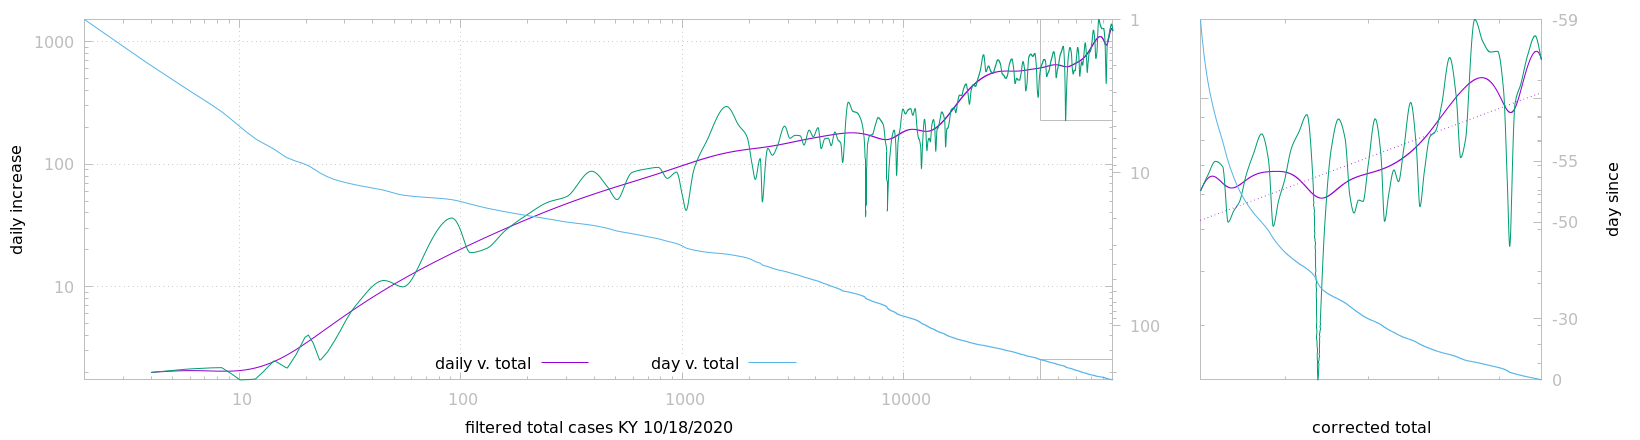 1000
100
10
daily increase
10
100
1000
10000
filtered total cases KY 10/18/2020
daily v. total
day v. total
1
10
100
-59
-55
-50
-30
0
day since
corrected total